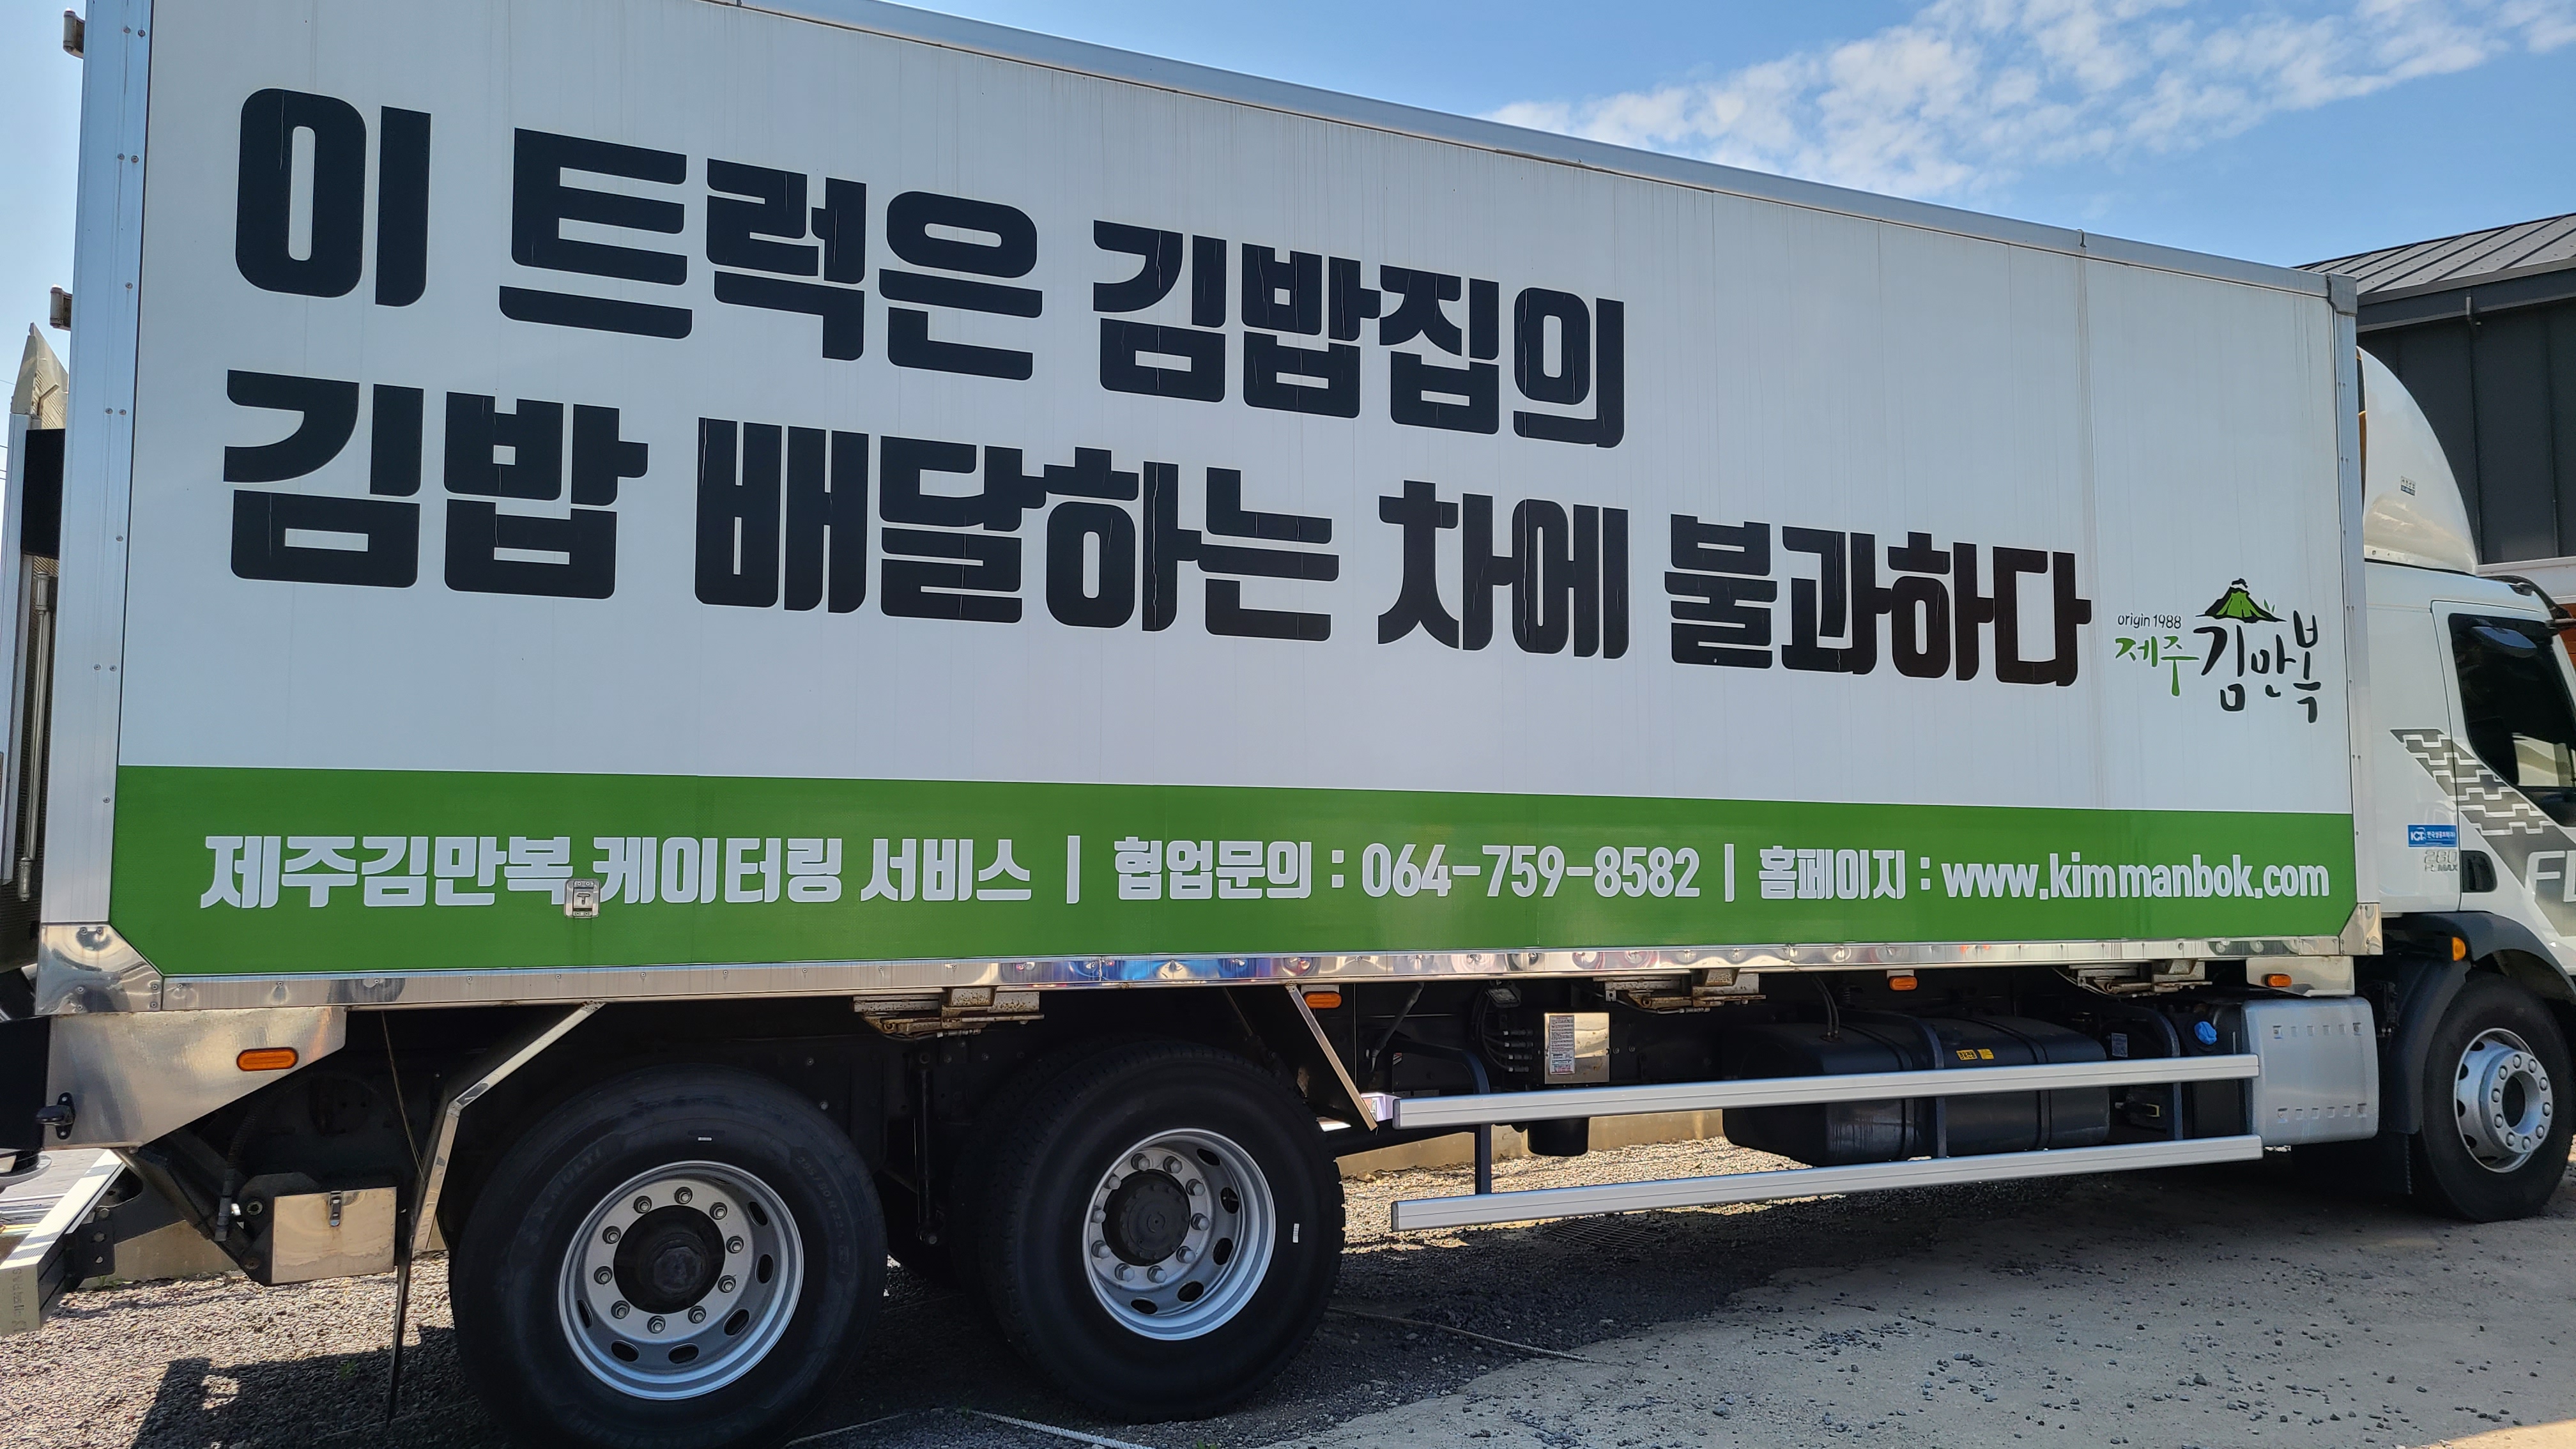 이 트럭은 김밥집의
김밥 배달하는 차에 불과하다
origin 1988
제주 김만복
제주김만복 케이터링 서비스 | 협업문의 : 064-759-8582 | 홈페이지 : www.kimmanbok.com
280